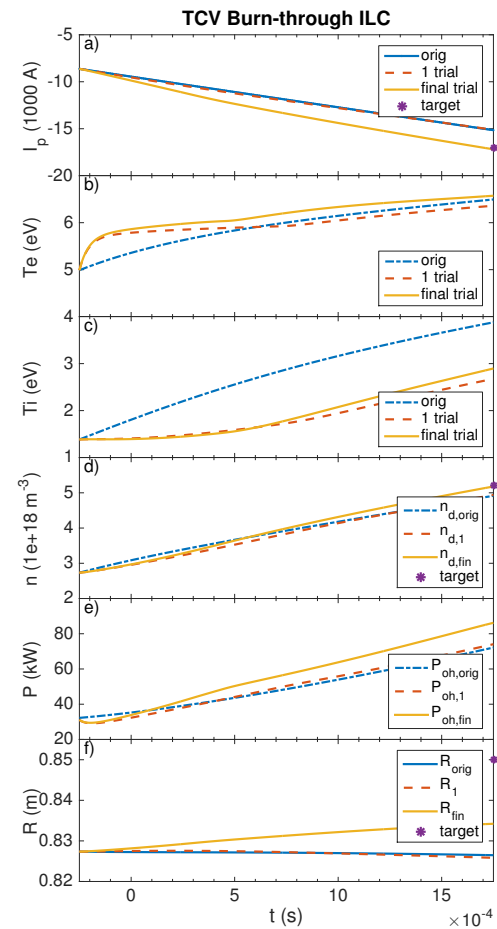 TCV Burn-through ILC
a)
I_p (1000 A)
-5
-10
-15
-20
orig
1 trial
final trial
target
b)
Te (eV)
6
5
4
orig
1 trial
final trial
c)
Ti (eV)
3
2
1
orig
1 trial
final trial
d)
n (1e+18 m^-3)
5
4
3
2
n_d,orig
n_d,1
n_d,fin
target
e)
P (kW)
80
60
40
20
P_oh,orig
P_oh,1
P_oh,fin
f)
R (m)
0.85
0.84
0.83
0.82
R_orig
R_1
R_fin
target
0 5 10 15
t (s)
×10^-4